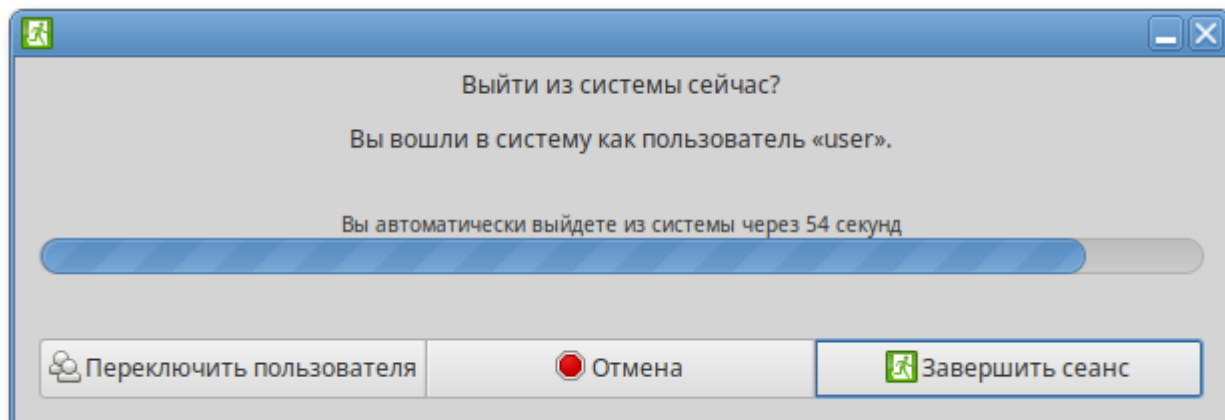 Выйти из системы сейчас?
Вы вошли в систему как пользователь «user».
Вы автоматически выйдете из системы через 54 секунд
Переключить пользователя
Отмена
Завершить сеанс